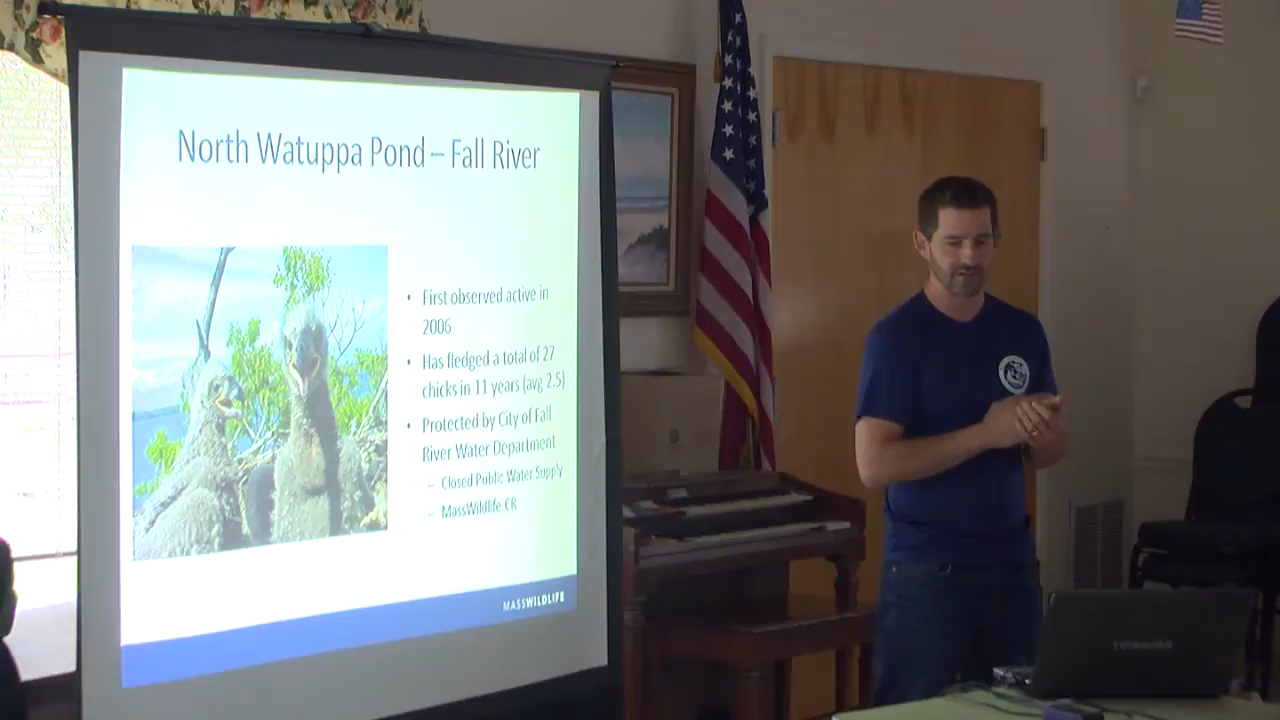 North Watuppa Pond – Fall River
• First observed active in
2006
• Has fledged a total of 27
chicks in 11 years (avg 2.5)
• Protected by City of Fall
River Water Department
– Closed Public Water Supply
– MassWildlife CR
MASSWILDLIFE